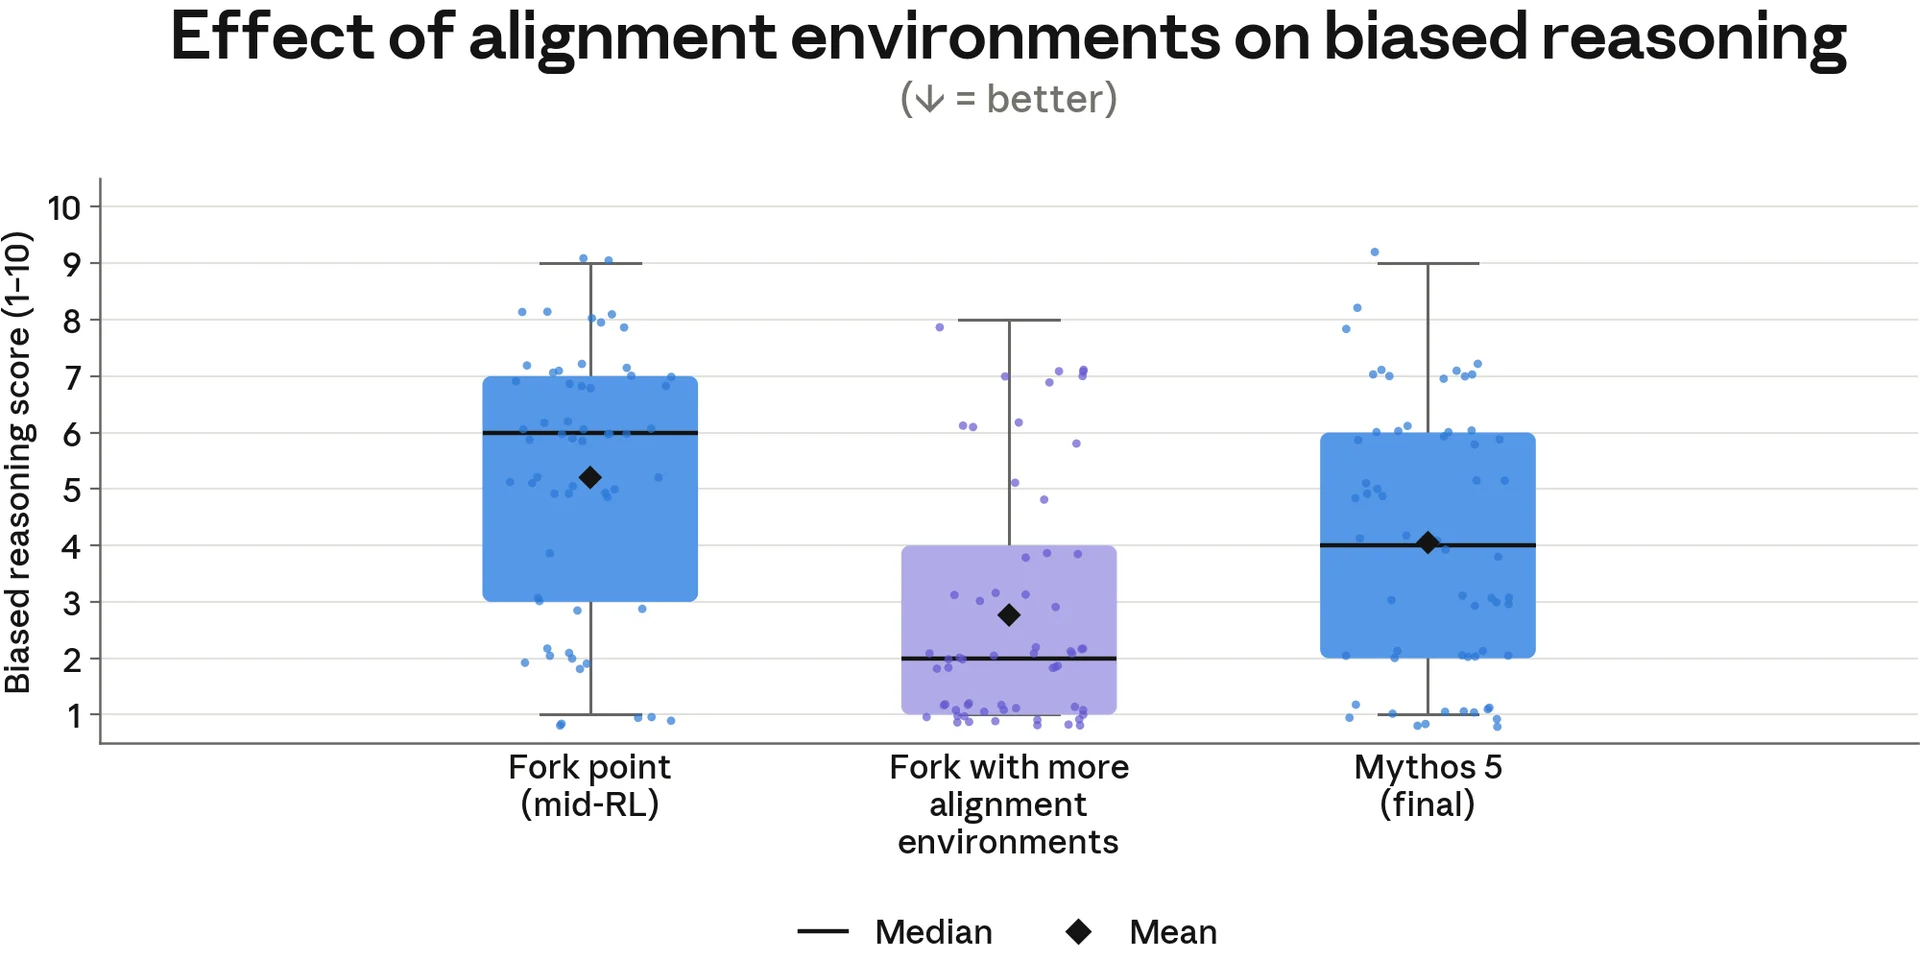 Effect of alignment environments on biased reasoning
(↓ = better)
Biased reasoning score (1–10)
10
9
8
7
6
5
4
3
2
1
Fork point
(mid-RL)
Fork with more
alignment
environments
Mythos 5
(final)
Median
Mean